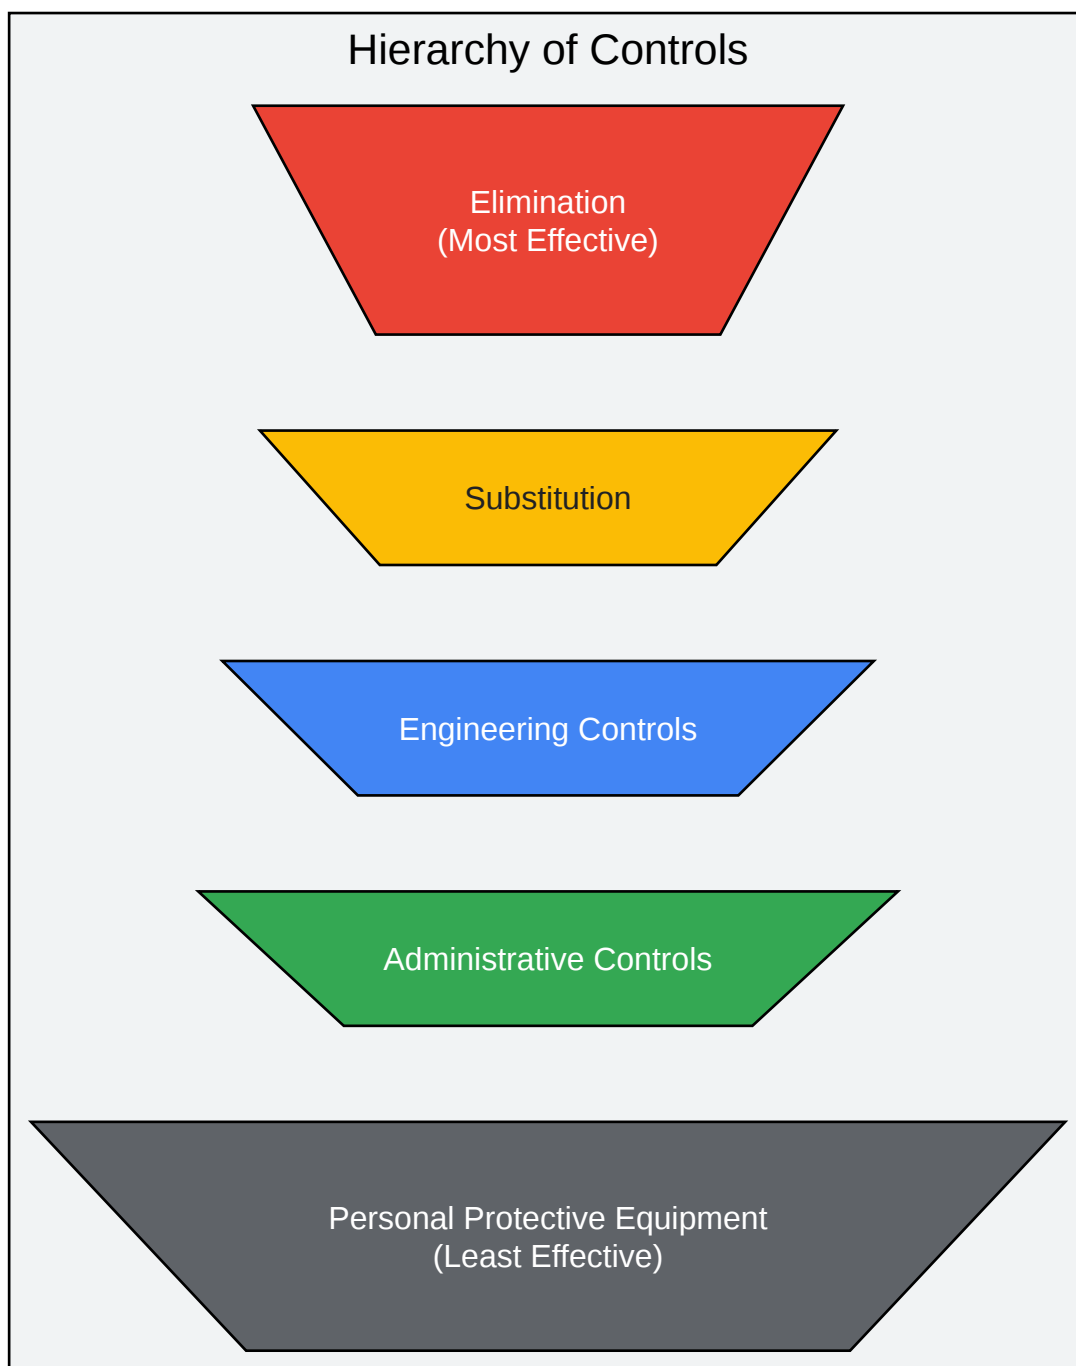 Hierarchy of Controls
Elimination
(Most Effective)
Substitution
Engineering Controls
Administrative Controls
Personal Protective Equipment
(Least Effective)